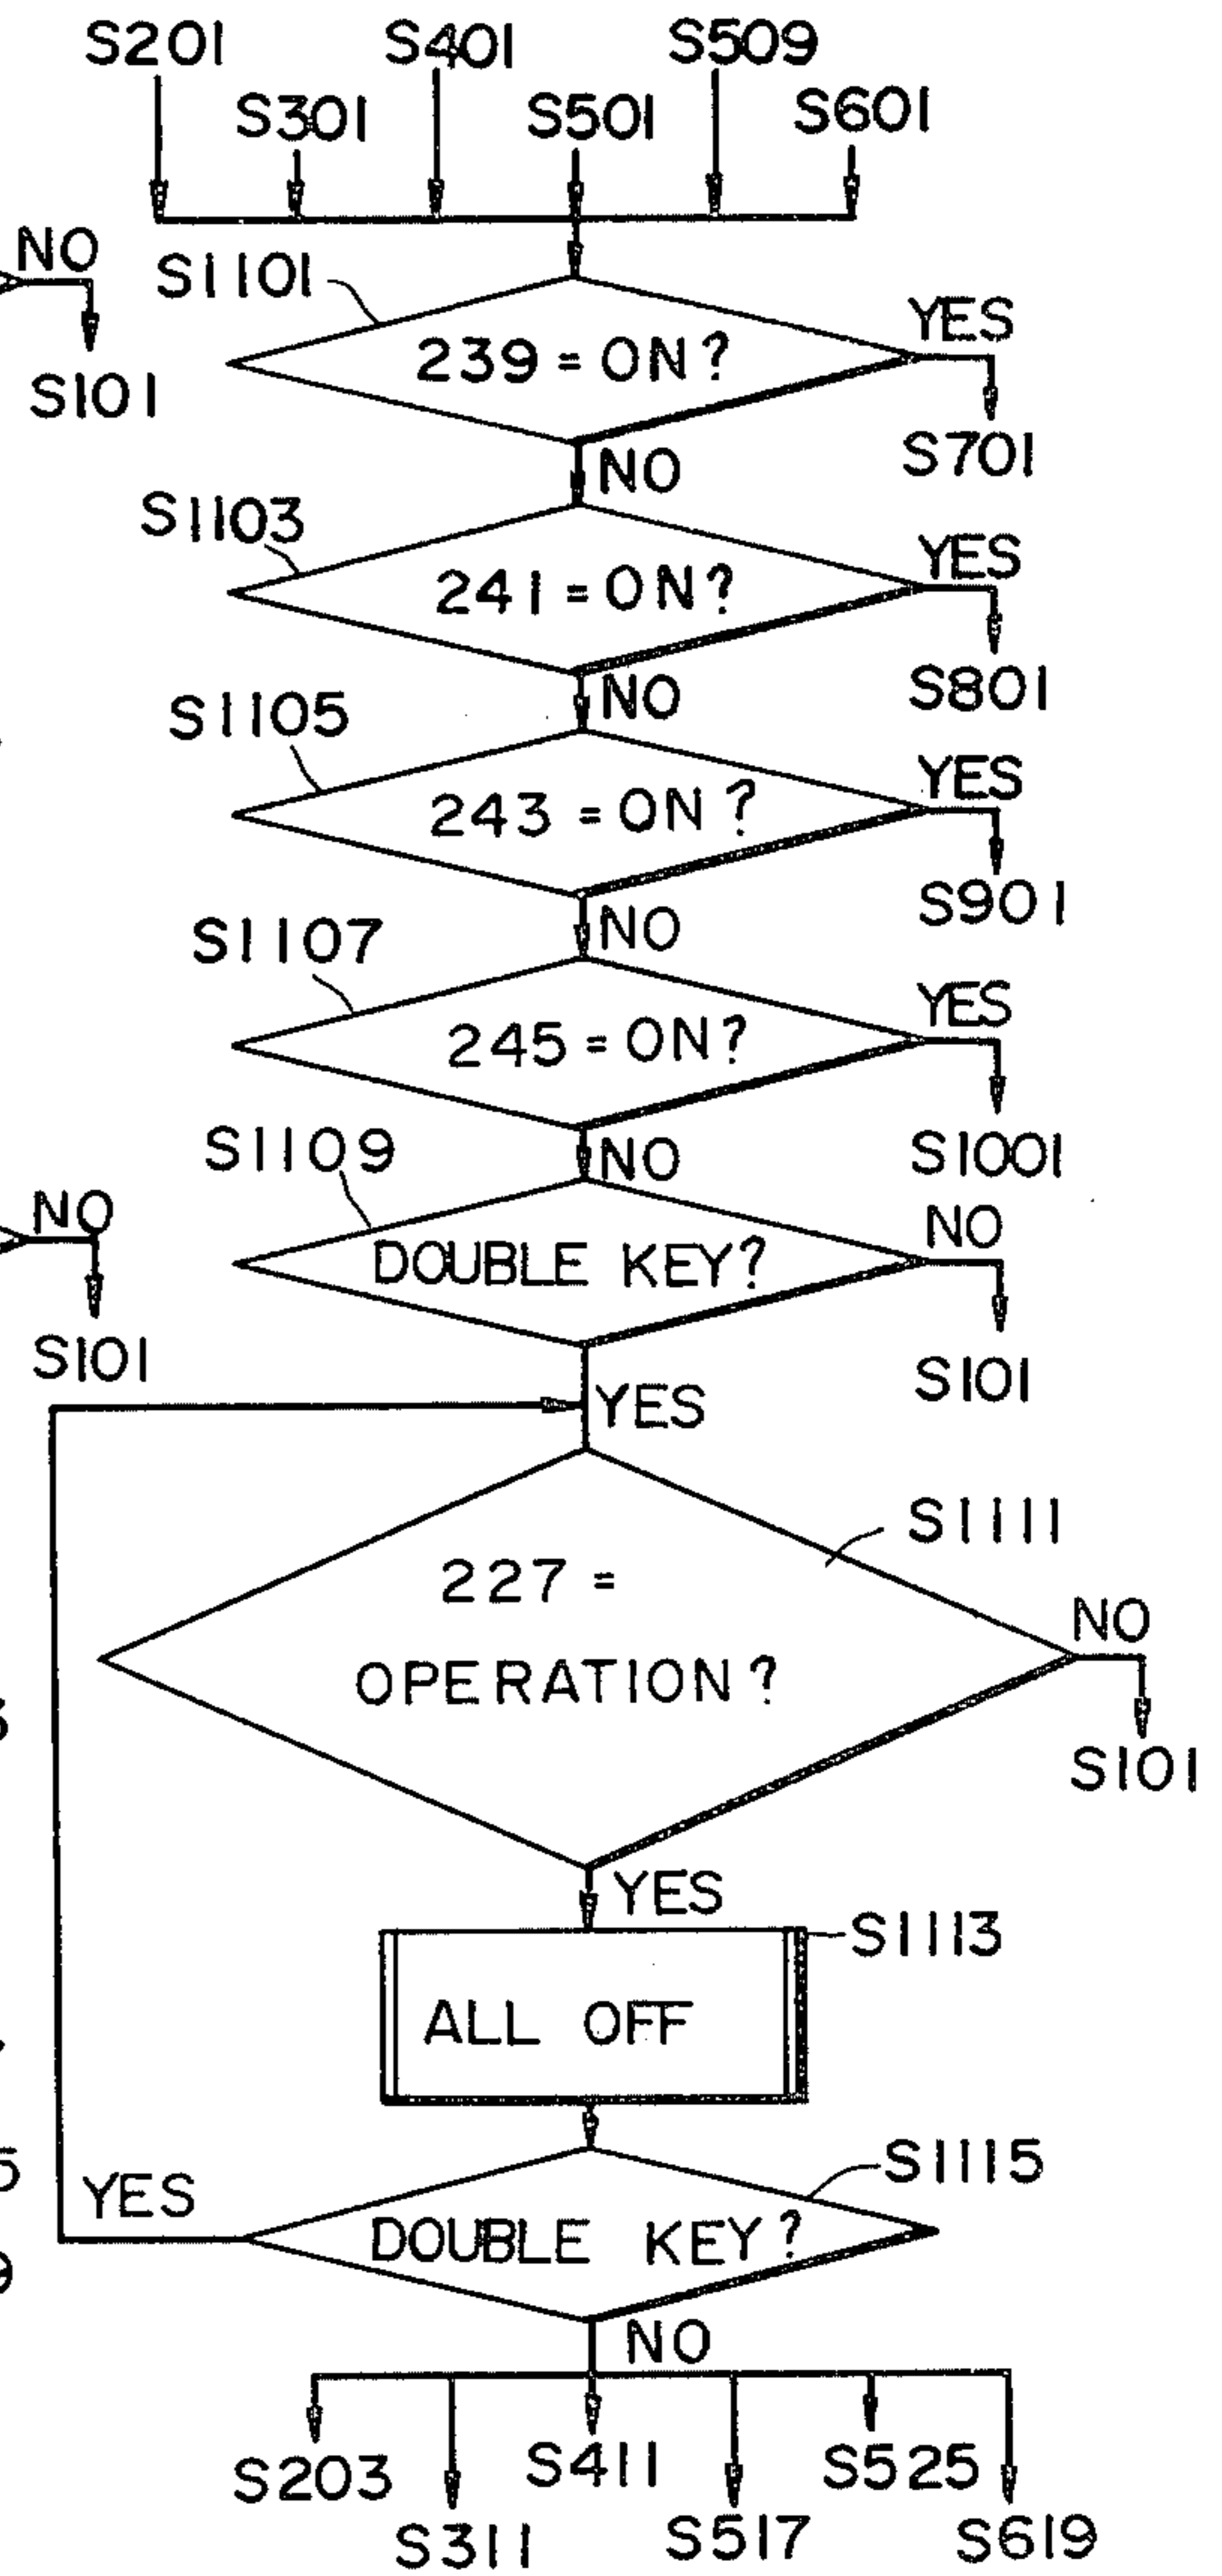 S201
S401
S509
S301
S501
S601
NO
S101
S1101
239 = ON?
YES
S701
NO
S1103
241 = ON?
YES
S801
NO
S1105
243 = ON?
YES
S901
NO
S1107
245 = ON?
YES
S1001
NO
S1109
DOUBLE KEY?
NO
S101
NO
S101
YES
S1111
227 =
OPERATION?
NO
S101
YES
S1113
ALL OFF
S1115
DOUBLE KEY?
YES
NO
S203
S411
S525
S311
S517
S619
3
5
9